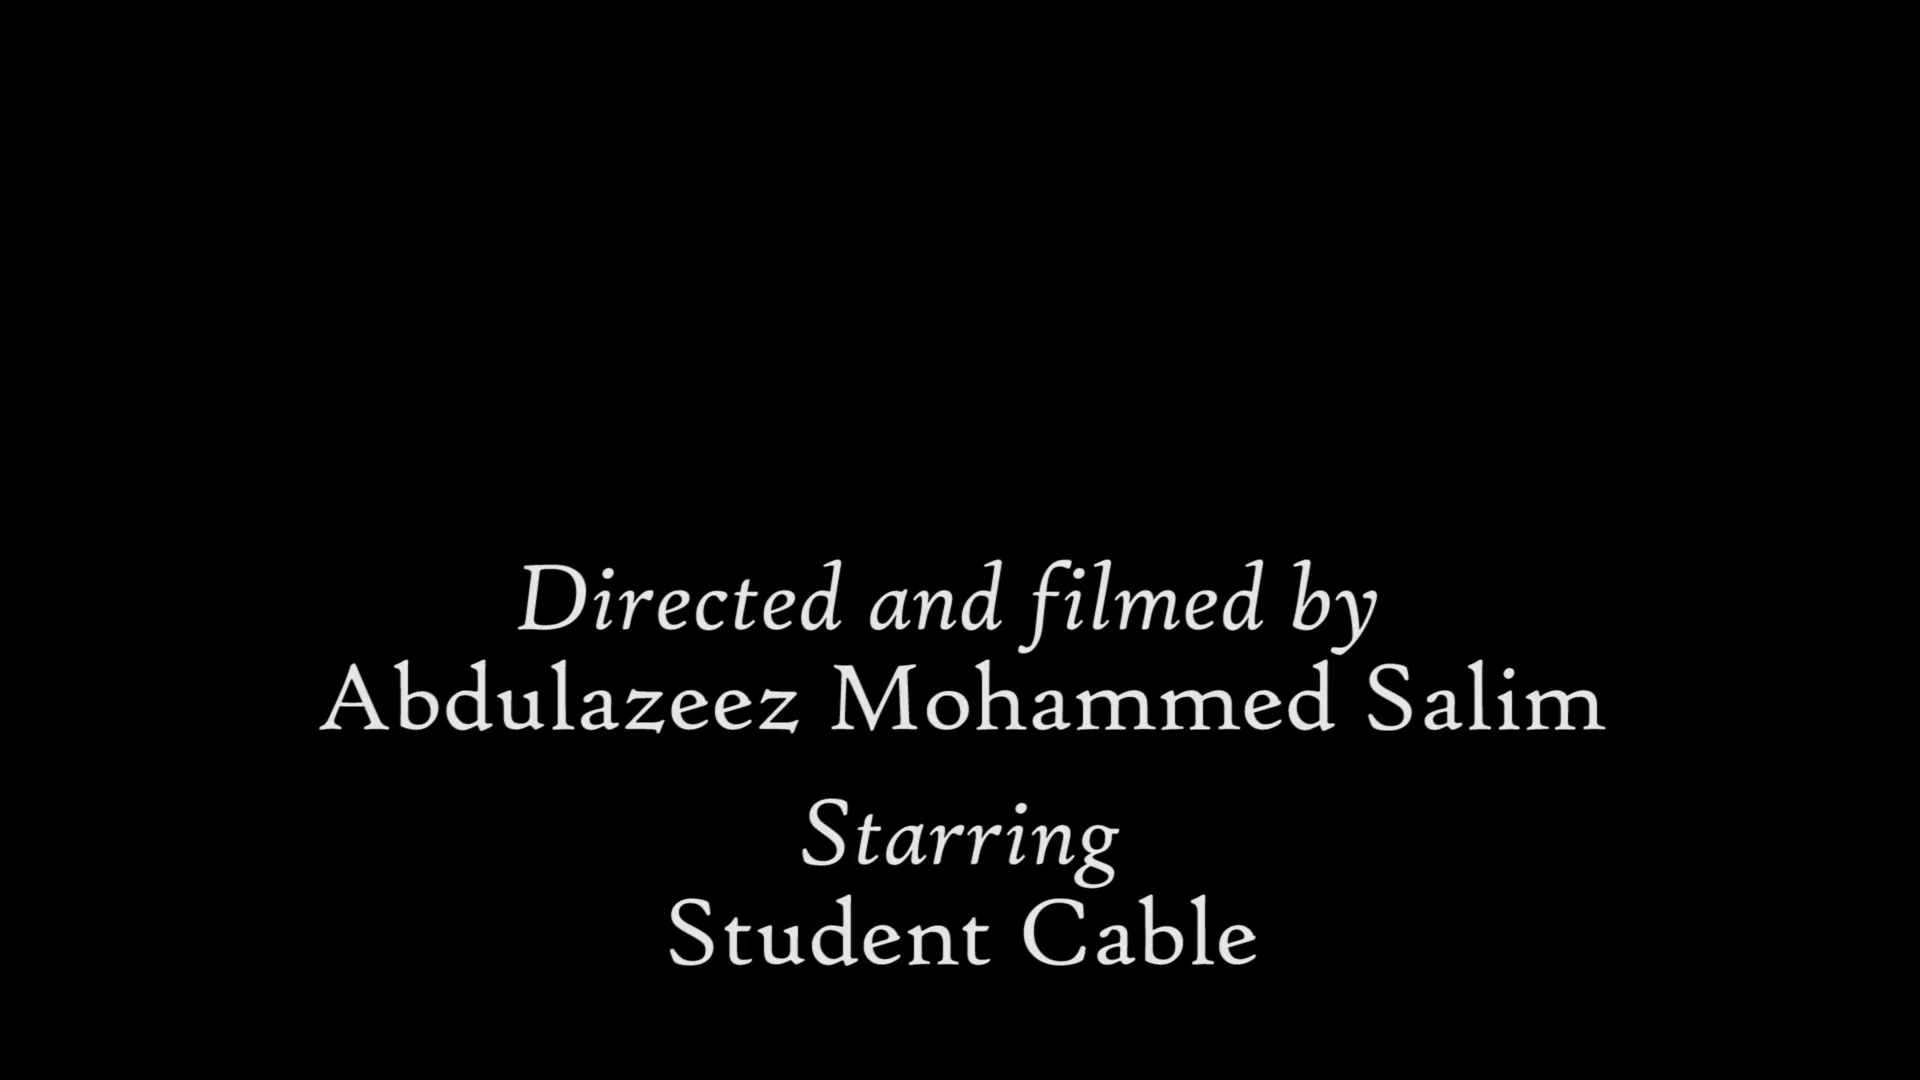 Directed and filmed by
Abdulazeez Mohammed Salim
Starring
Student Cable